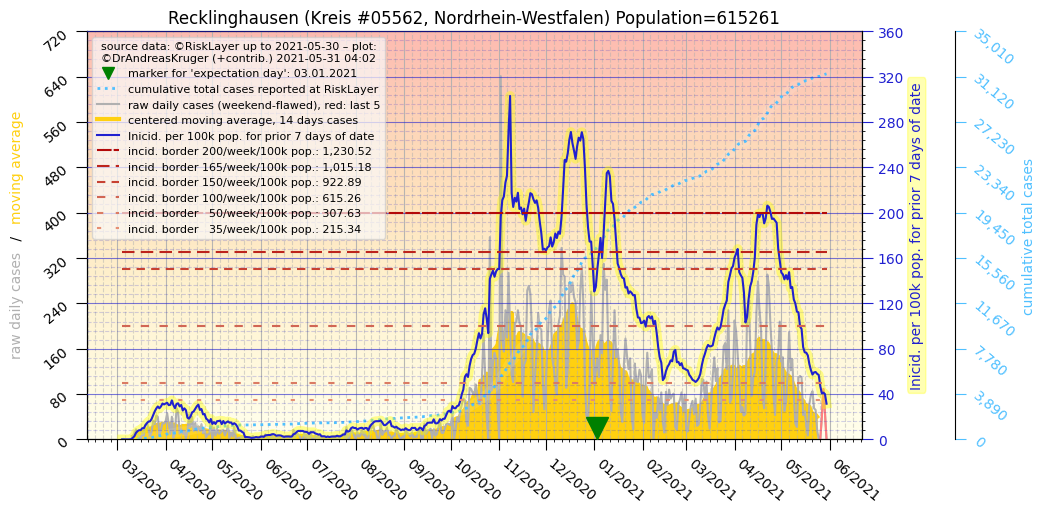 Recklinghausen (Kreis #05562, Nordrhein-Westfalen) Population=615261
source data: ©RiskLayer up to 2021-05-30 – plot:
©DrAndreasKruger (+contrib.) 2021-05-31 04:02
marker for 'expectation day': 03.01.2021
cumulative total cases reported at RiskLayer
raw daily cases (weekend-flawed), red: last 5
centered moving average, 14 days cases
Inicid. per 100k pop. for prior 7 days of date
incid. border 200/week/100k pop.: 1,230.52
incid. border 165/week/100k pop.: 1,015.18
incid. border 150/week/100k pop.: 922.89
incid. border 100/week/100k pop.: 615.26
incid. border   50/week/100k pop.: 307.63
incid. border   35/week/100k pop.: 215.34
raw daily cases / moving average
720
640
560
480
400
320
240
160
80
0
03/2020
04/2020
05/2020
06/2020
07/2020
08/2020
09/2020
10/2020
11/2020
12/2020
01/2021
02/2021
03/2021
04/2021
05/2021
06/2021
360
320
280
240
200
160
120
80
40
0
Inicid. per 100k pop. for prior 7 days of date
35,010
31,120
27,230
23,340
19,450
15,560
11,670
7,780
3,890
0
cumulative total cases